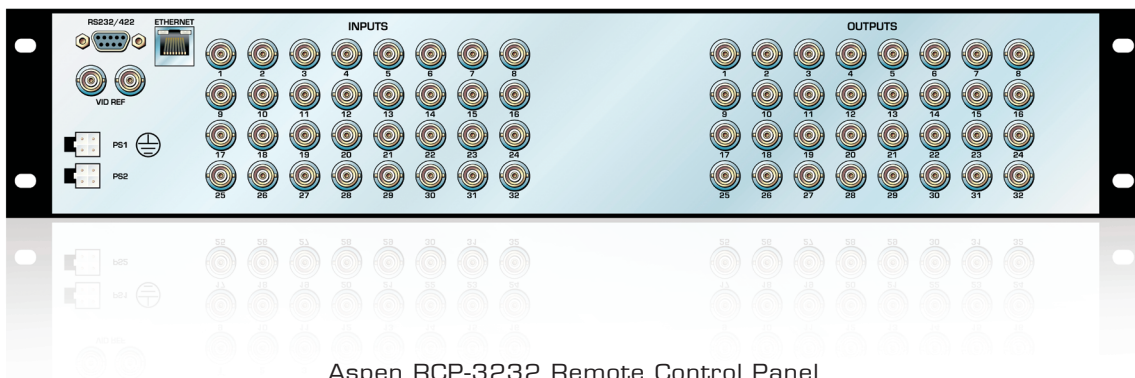 RS232/422 ETHERNET INPUTS OUTPUTS
1 2 3 4 5 6 7 8 1 2 3 4 5 6 7 8
VID REF
9 10 11 12 13 14 15 16 9 10 11 12 13 14 15 16
PS1
17 18 19 20 21 22 23 24 17 18 19 20 21 22 23 24
PS2
25 26 27 28 29 30 31 32 25 26 27 28 29 30 31 32
Aspen RCP-3232 Remote Control Panel